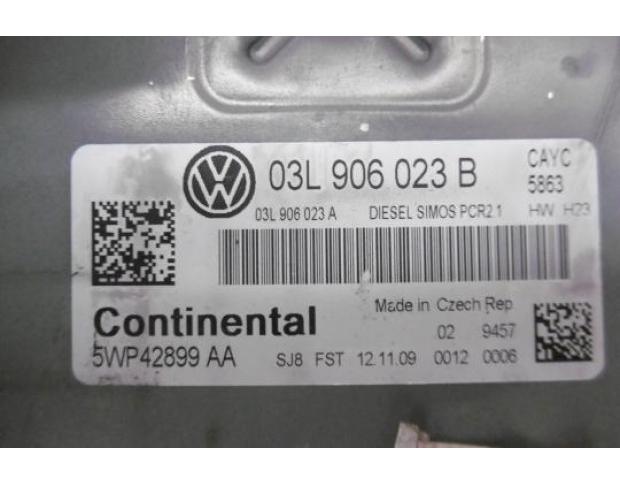 03L 906 023 B
CAYC
5863
03L 906 023 A DIESEL SIMOS PCR2.1 HW H23
Continental
Made in Czech Rep
02 9457
5WP42899 AA SJ8 FST 12.11.09 0012 0006